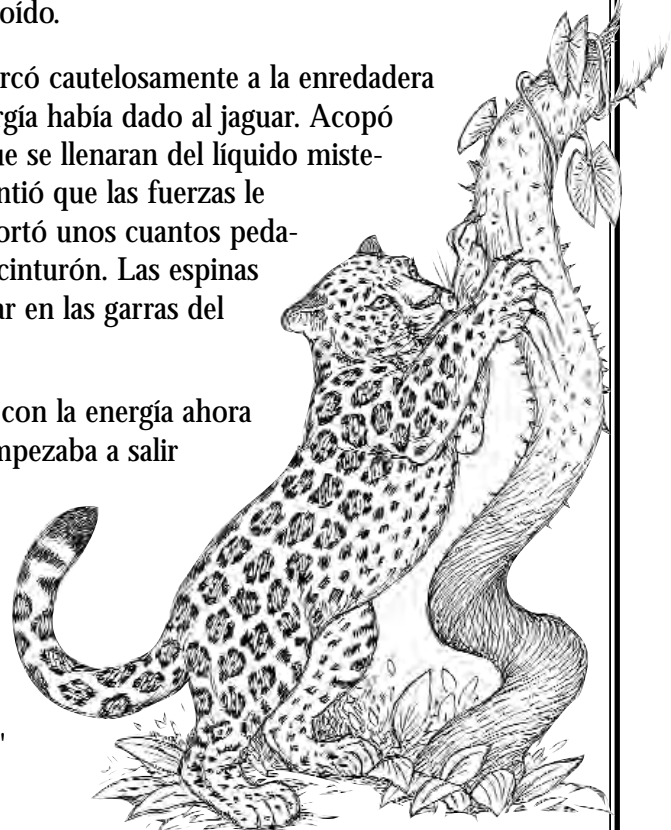 oído.
rcó cautelosamente a la enredadera
rgía había dado al jaguar. Acopó
ue se llenaran del líquido miste-
ntió que las fuerzas le
ortó unos cuantos peda-
cinturón. Las espinas
ar en las garras del
con la energía ahora
mpezaba a salir
"